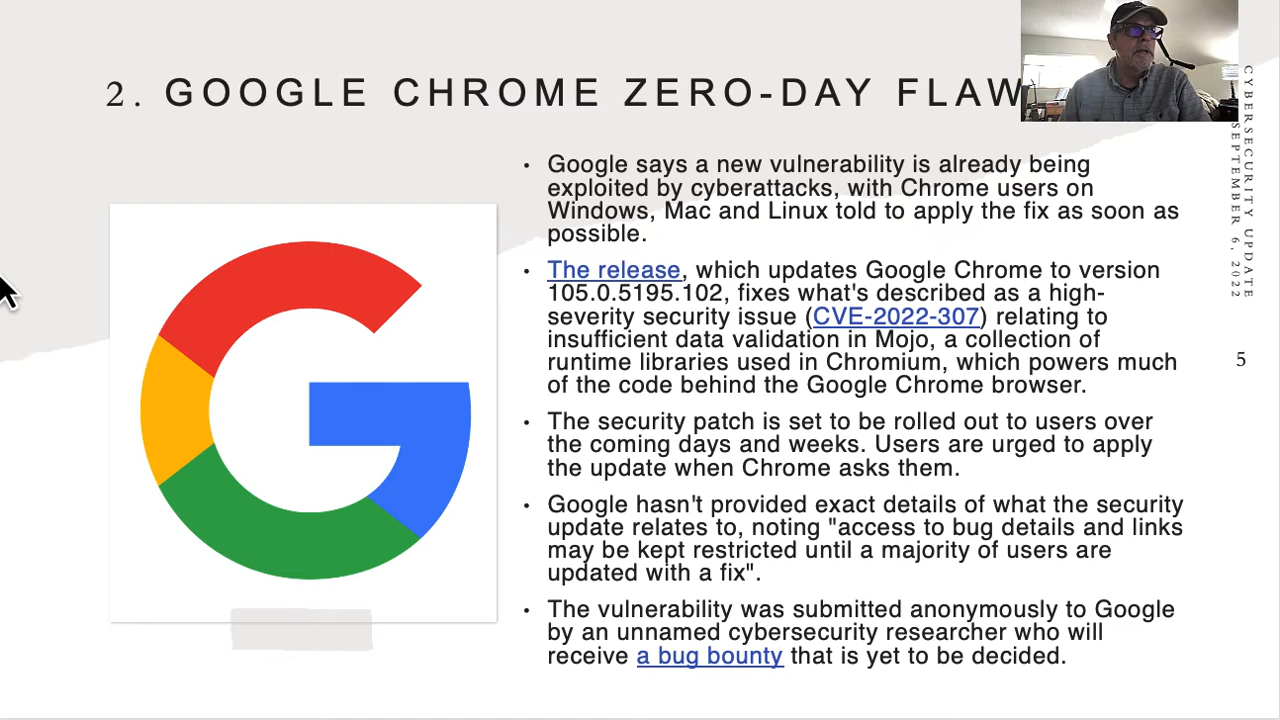 2. GOOGLE CHROME ZERO-DAY FLAW
• Google says a new vulnerability is already being
exploited by cyberattacks, with Chrome users on
Windows, Mac and Linux told to apply the fix as soon as
possible.
• The release, which updates Google Chrome to version
105.0.5195.102, fixes what's described as a high-
severity security issue (CVE-2022-307) relating to
insufficient data validation in Mojo, a collection of
runtime libraries used in Chromium, which powers much
of the code behind the Google Chrome browser.
• The security patch is set to be rolled out to users over
the coming days and weeks. Users are urged to apply
the update when Chrome asks them.
• Google hasn't provided exact details of what the security
update relates to, noting "access to bug details and links
may be kept restricted until a majority of users are
updated with a fix".
• The vulnerability was submitted anonymously to Google
by an unnamed cybersecurity researcher who will
receive a bug bounty that is yet to be decided.
CYBERSECURITY UPDATE
SEPTEMBER 6, 2022
5